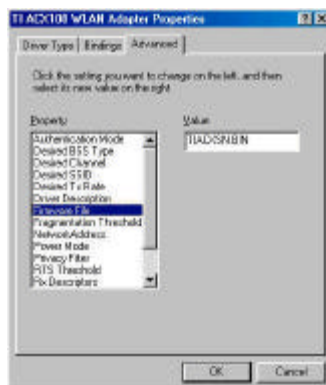 TI ACX100 WLAN Adapter Properties
Driver Type
Bindings
Advanced
Click the setting you want to change on the left, and then
select its new value on the right.
Property:
Value:
Authentication Mode
Desired BSS Type
Desired Channel
Desired SSID
Desired Tx Rate
Driver Description
Firmware File
Fragmentation Threshold
NetworkAddress
Power Mode
Privacy Filter
RTS Threshold
Rx Descriptors
TIACXSN.BIN
OK
Cancel